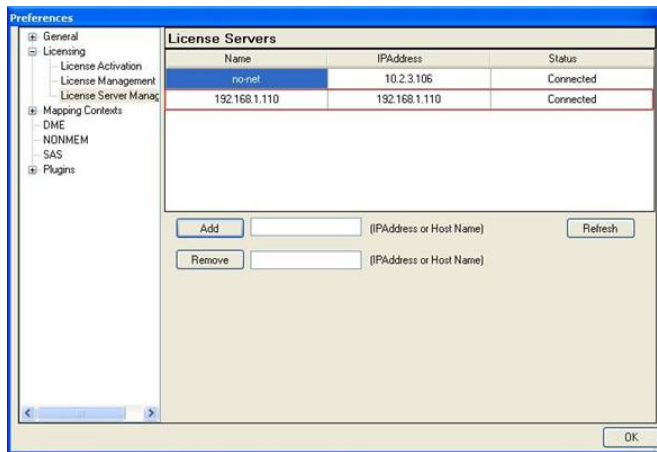 Preferences
General
Licensing
License Activation
License Management
License Server Manag
Mapping Contexts
DME
NONMEM
SAS
Plugins
License Servers
Name IPAddress Status
no-net 10.2.3.106 Connected
192.168.1.110 192.168.1.110 Connected
Add (IPAddress or Host Name) Refresh
Remove (IPAddress or Host Name)
OK